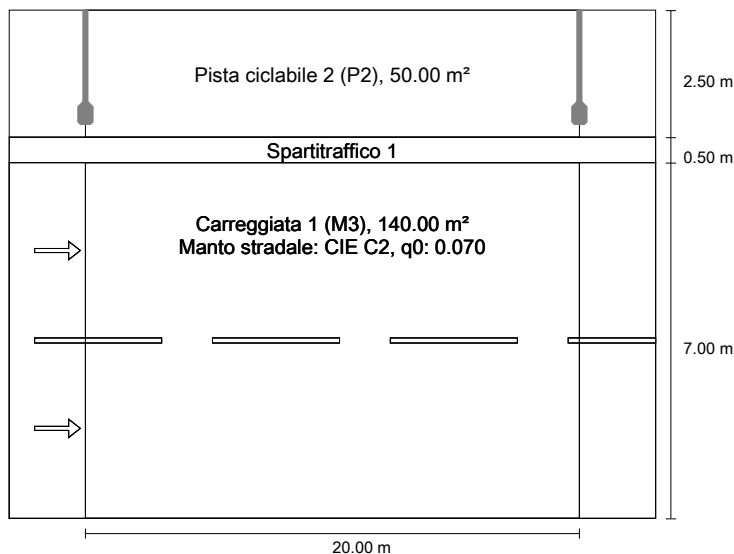 Pista ciclabile 2 (P2), 50.00 m²
2.50 m
Spartitraffico 1
0.50 m
Carreggiata 1 (M3), 140.00 m²
Manto stradale: CIE C2, q0: 0.070
7.00 m
20.00 m